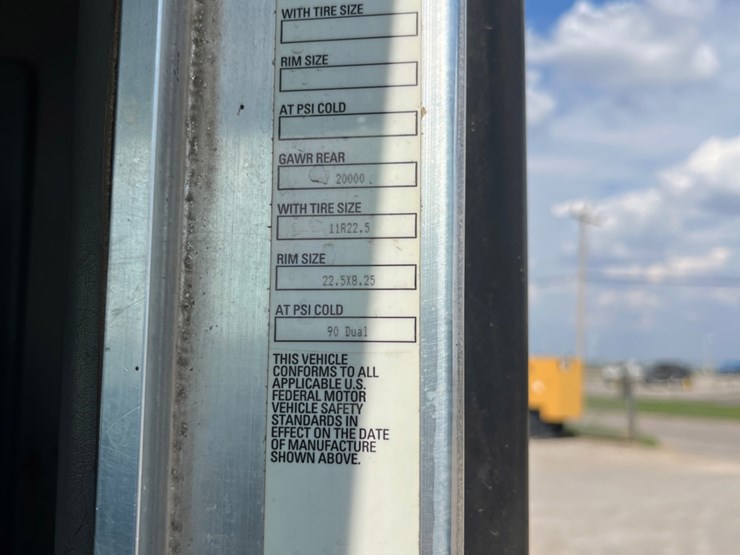 WITH TIRE SIZE
RIM SIZE
AT PSI COLD
GAWR REAR
20000
WITH TIRE SIZE
11R22.5
RIM SIZE
22.5X8.25
AT PSI COLD
90 Dual
THIS VEHICLE
CONFORMS TO ALL
APPLICABLE U.S.
FEDERAL MOTOR
VEHICLE SAFETY
STANDARDS IN
EFFECT ON THE DATE
OF MANUFACTURE
SHOWN ABOVE.